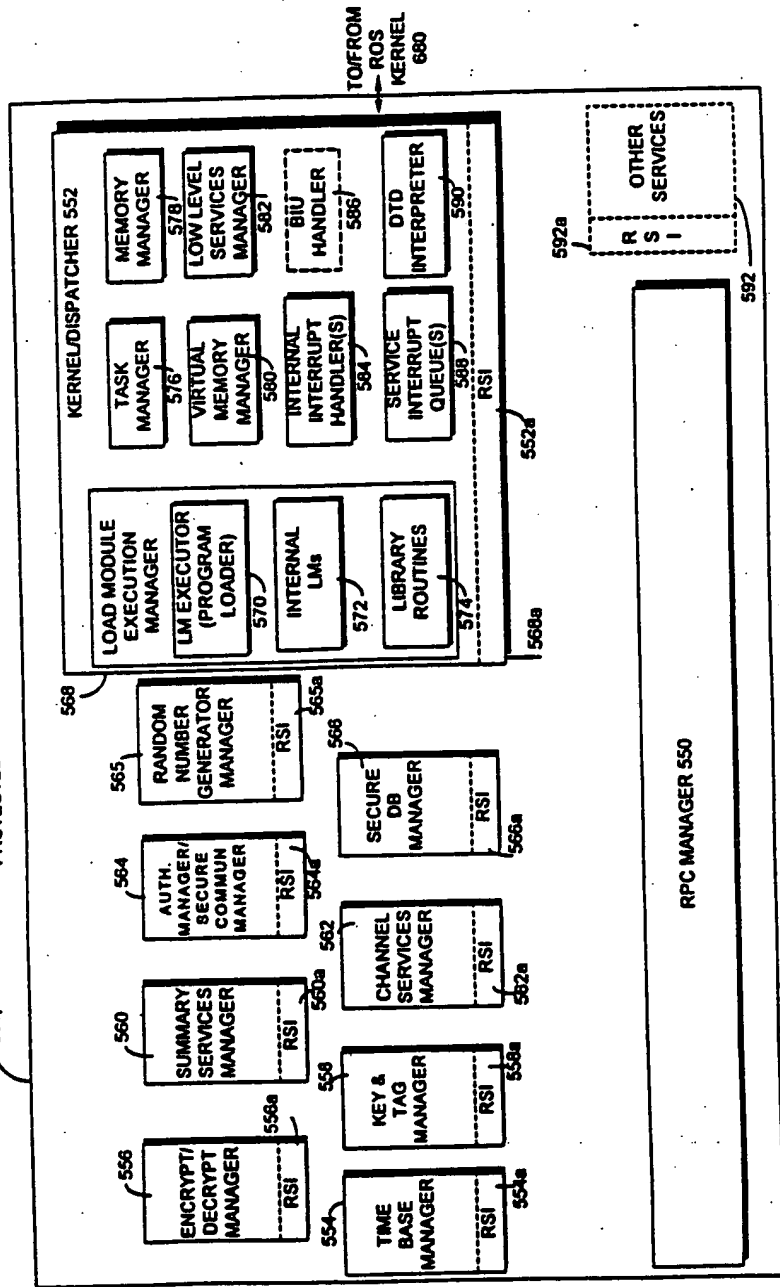 KERNEL/DISPATCHER 552
568
LOAD MODULE
EXECUTION
MANAGER
LM EXECUTOR
(PROGRAM
LOADER)
570
INTERNAL
LMs
572
LIBRARY
ROUTINES
574
568a
TASK
MANAGER
576
MEMORY
MANAGER
578
VIRTUAL
MEMORY
MANAGER
580
LOW LEVEL
SERVICES
MANAGER
582
INTERNAL
INTERRUPT
HANDLER(S)
584
BIU
HANDLER
586
SERVICE
INTERRUPT
QUEUE(S)
588
DTD
INTERPRETER
590
RSI
552a
TO/FROM
ROS
KERNEL
680
556
ENCRYPT/
DECRYPT
MANAGER
RSI
556a
560
SUMMARY
SERVICES
MANAGER
RSI
560a
564
AUTH.
MANAGER/
SECURE
COMMUN
MANAGER
RSI
564a
565
RANDOM
NUMBER
GENERATOR
MANAGER
RSI
565a
554
TIME
BASE
MANAGER
RSI
554a
558
KEY &
TAG
MANAGER
RSI
558a
562
CHANNEL
SERVICES
MANAGER
RSI
562a
566
SECURE
DB
MANAGER
RSI
566a
592a
RSI
OTHER
SERVICES
592
RPC MANAGER 550